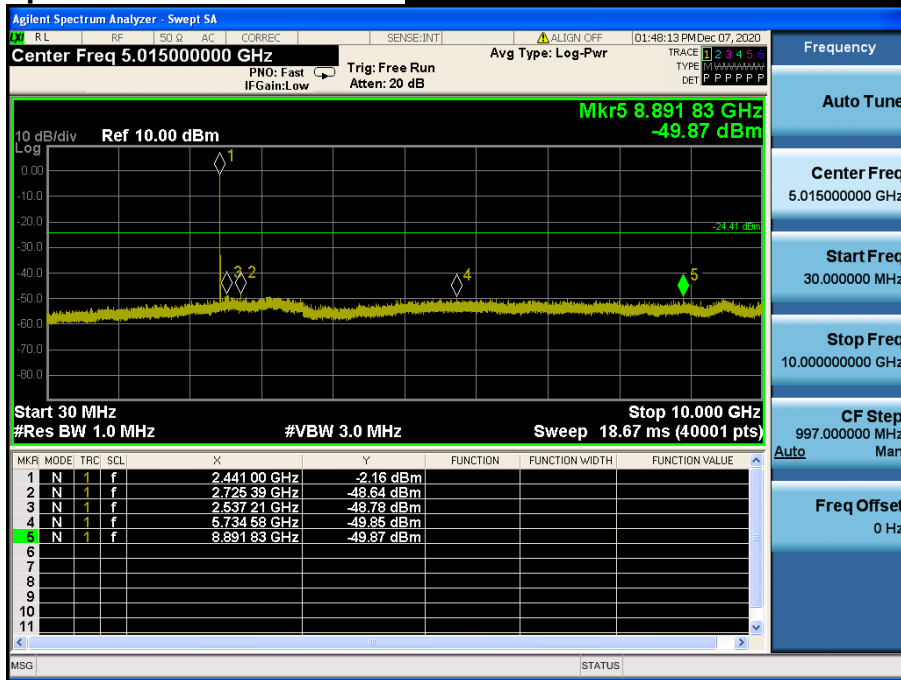 Agilent Spectrum Analyzer - Swept SA
LXI RL RF 50 Ω AC CORREC SENSE:INT ALIGN OFF 01:48:13 PM Dec 07, 2020
Center Freq 5.015000000 GHz
PNO: Fast
IFGain:Low
Trig: Free Run
Atten: 20 dB
Avg Type: Log-Pwr
TRACE 1 2 3 4 5 6
TYPE M WWWWW
DET P P P P P P
Mkr5 8.891 83 GHz
-49.87 dBm
10 dB/div Ref 10.00 dBm
Log
1
0.00
-10.0
-20.0
-24.41 dBm
-30.0
-40.0
3 2 4 5
-50.0
-60.0
-70.0
-80.0
Start 30 MHz Stop 10.000 GHz
#Res BW 1.0 MHz #VBW 3.0 MHz Sweep 18.67 ms (40001 pts)
MKR MODE TRC SCL X Y FUNCTION FUNCTION WIDTH FUNCTION VALUE
1 N 1 f 2.441 00 GHz -2.16 dBm
2 N 1 f 2.725 39 GHz -48.64 dBm
3 N 1 f 2.537 21 GHz -48.78 dBm
4 N 1 f 5.734 58 GHz -49.85 dBm
5 N 1 f 8.891 83 GHz -49.87 dBm
6
7
8
9
10
11
MSG STATUS
Frequency
Auto Tune
Center Freq
5.015000000 GHz
Start Freq
30.000000 MHz
Stop Freq
10.000000000 GHz
CF Step
997.000000 MHz
Auto Man
Freq Offset
0 Hz